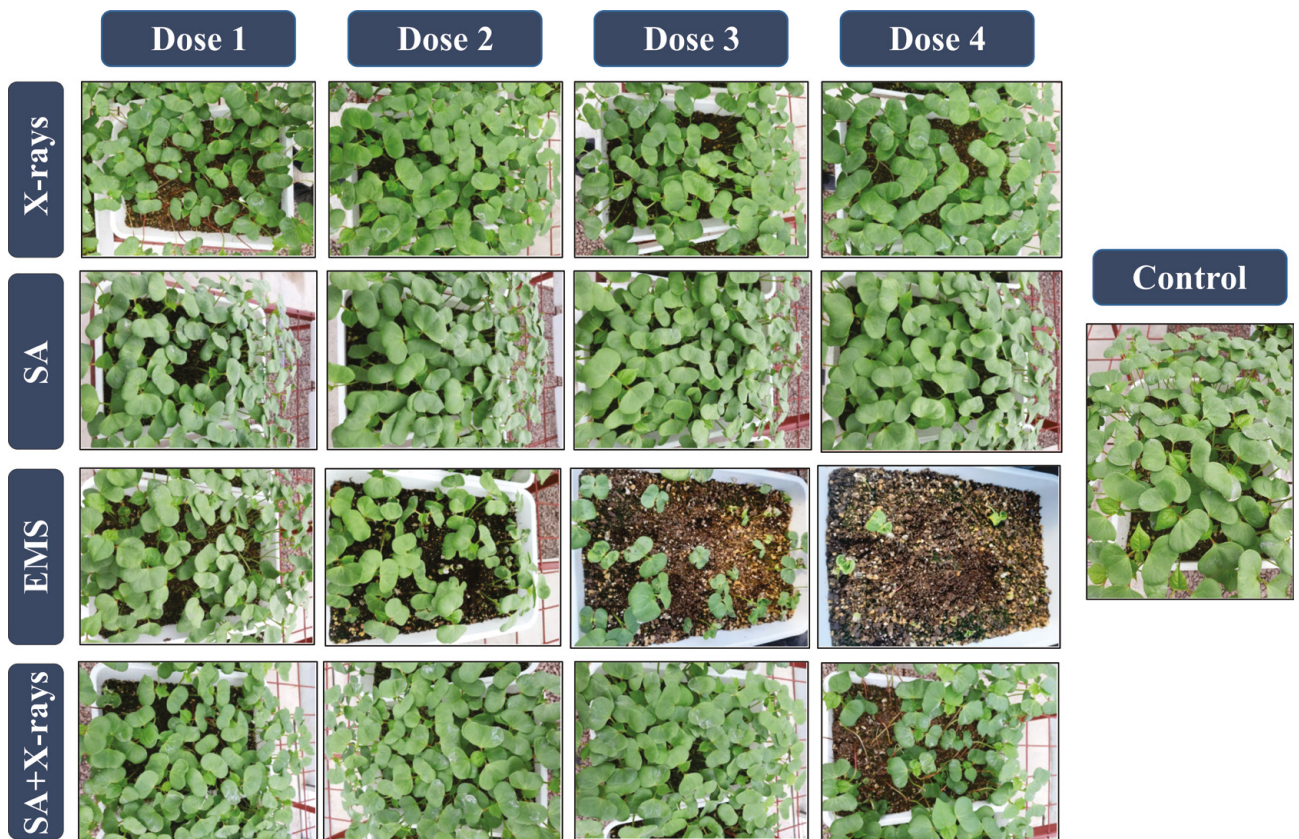 Dose 1
Dose 2
Dose 3
Dose 4
X-rays
SA
Control
EMS
SA+X-rays